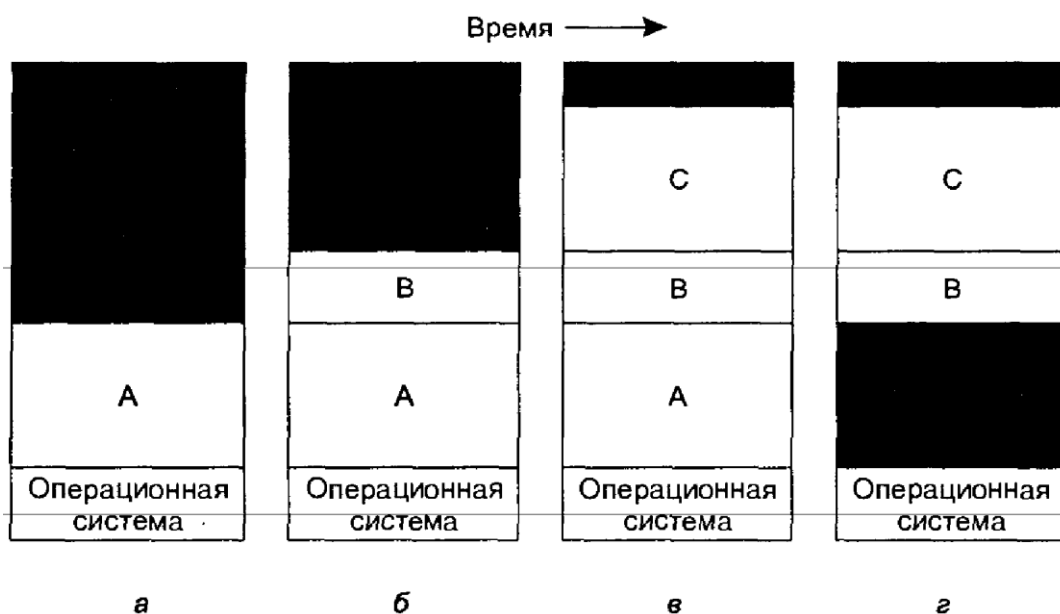 Время
C
C
B
B
B
A
A
A
Операционная
система
Операционная
система
Операционная
система
Операционная
система
а
б
в
г